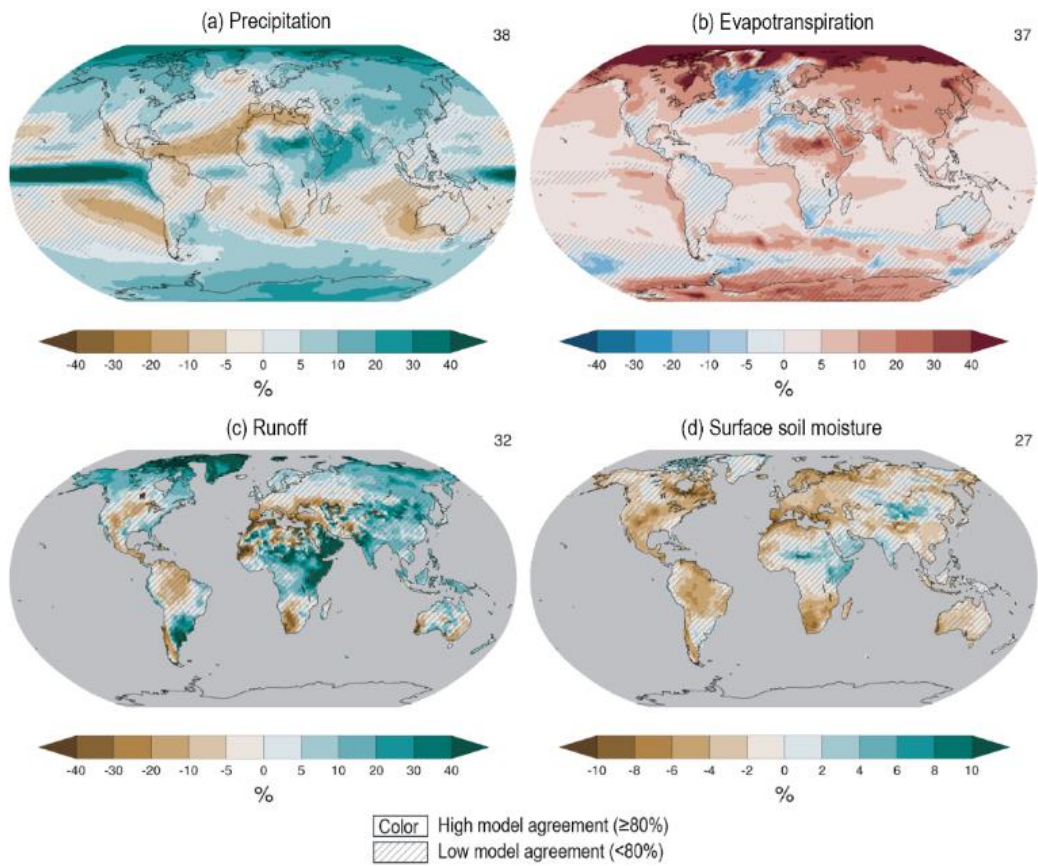 (a) Precipitation
38
(b) Evapotranspiration
37
-40 -30 -20 -10 -5 0 5 10 20 30 40
%
-40 -30 -20 -10 -5 0 5 10 20 30 40
%
(c) Runoff
32
(d) Surface soil moisture
27
-40 -30 -20 -10 -5 0 5 10 20 30 40
%
-10 -8 -6 -4 -2 0 2 4 6 8 10
%
Color High model agreement (≥80%)
Low model agreement (<80%)